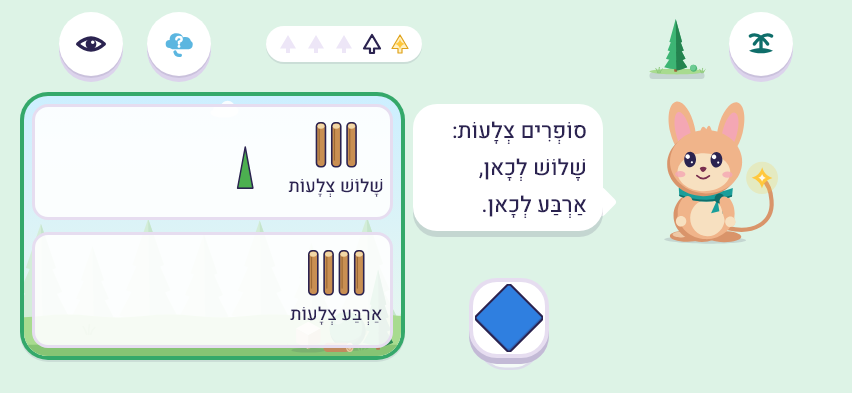 סוֹפְרִים צְלָעוֹת:
שָׁלוֹשׁ לְכָאן,
אַרְבַּע לְכָאן.
שָׁלוֹשׁ צְלָעוֹת
אַרְבַּע צְלָעוֹת
?